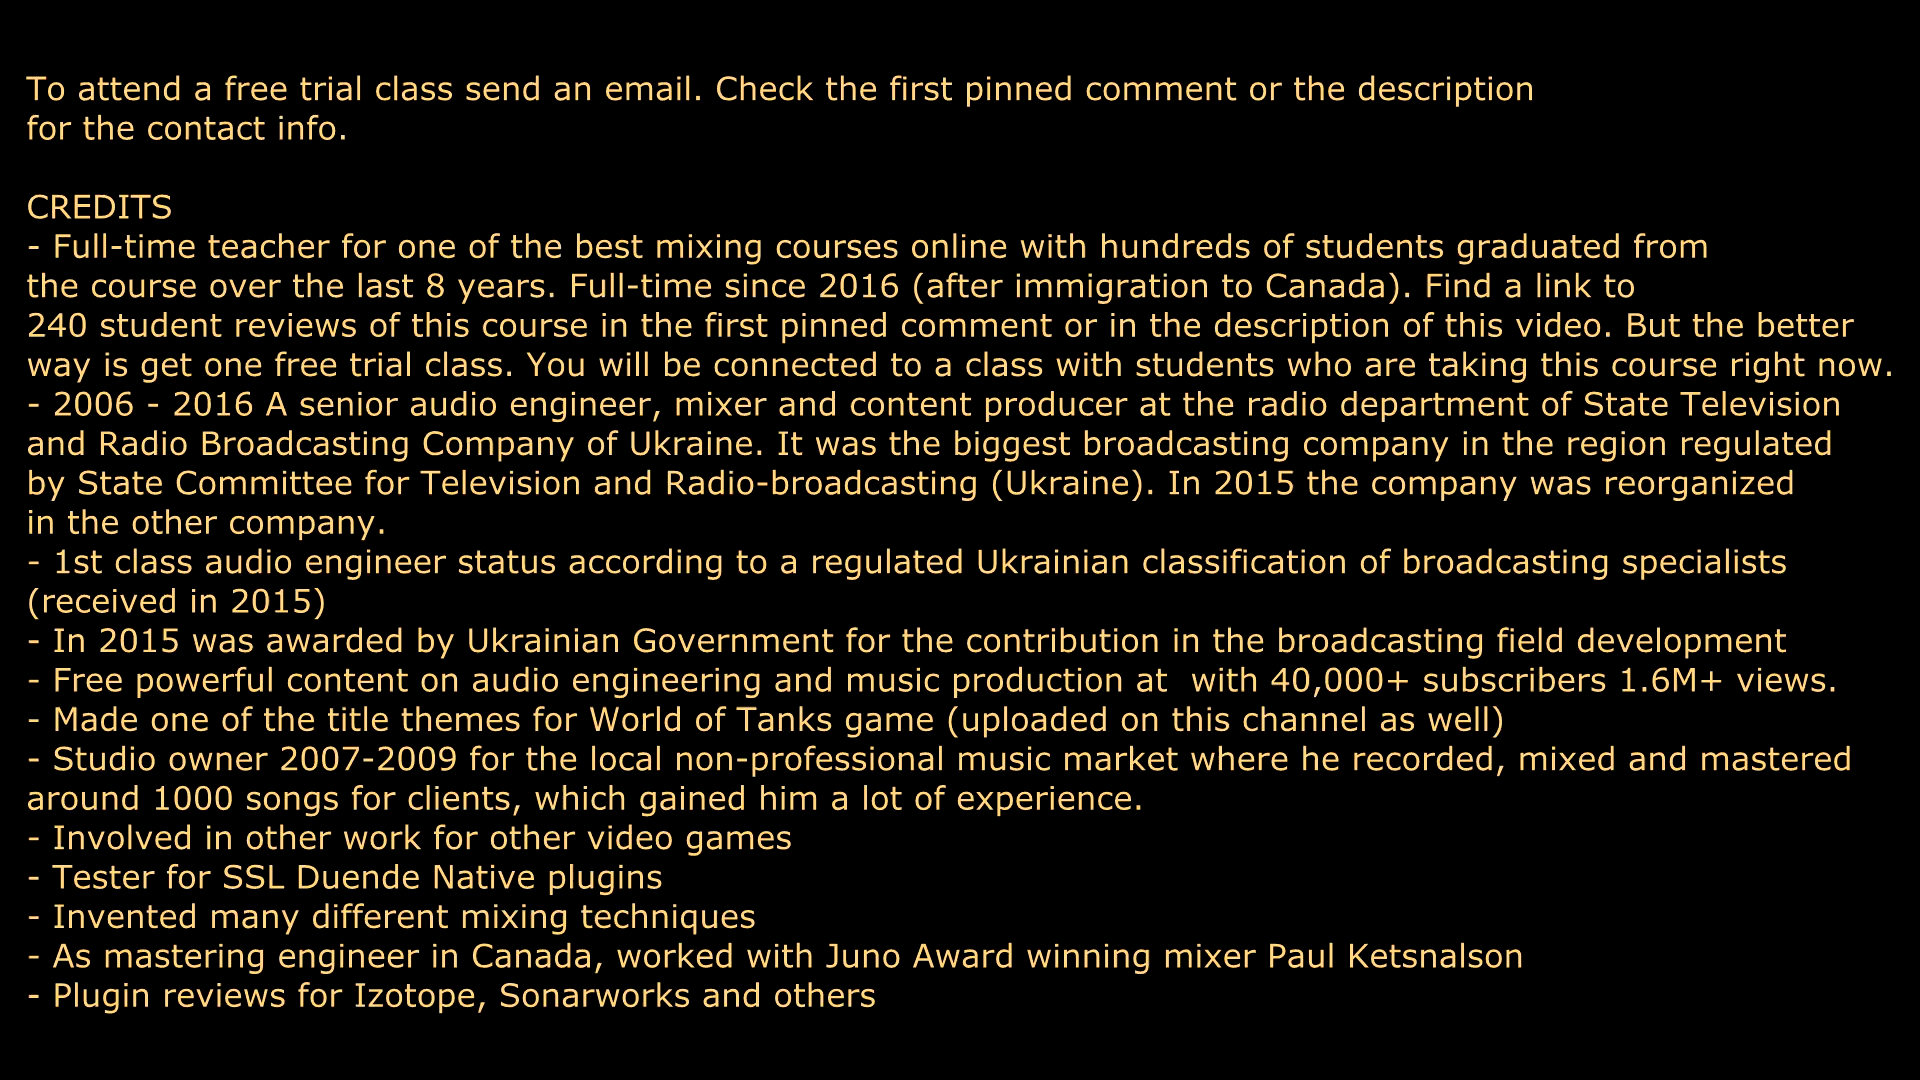 To attend a free trial class send an email. Check the first pinned comment or the description
for the contact info.
CREDITS
- Full-time teacher for one of the best mixing courses online with hundreds of students graduated from
the course over the last 8 years. Full-time since 2016 (after immigration to Canada). Find a link to
240 student reviews of this course in the first pinned comment or in the description of this video. But the better
way is get one free trial class. You will be connected to a class with students who are taking this course right now.
- 2006 - 2016 A senior audio engineer, mixer and content producer at the radio department of State Television
and Radio Broadcasting Company of Ukraine. It was the biggest broadcasting company in the region regulated
by State Committee for Television and Radio-broadcasting (Ukraine). In 2015 the company was reorganized
in the other company.
- 1st class audio engineer status according to a regulated Ukrainian classification of broadcasting specialists
(received in 2015)
- In 2015 was awarded by Ukrainian Government for the contribution in the broadcasting field development
- Free powerful content on audio engineering and music production at  with 40,000+ subscribers 1.6M+ views.
- Made one of the title themes for World of Tanks game (uploaded on this channel as well)
- Studio owner 2007-2009 for the local non-professional music market where he recorded, mixed and mastered
around 1000 songs for clients, which gained him a lot of experience.
- Involved in other work for other video games
- Tester for SSL Duende Native plugins
- Invented many different mixing techniques
- As mastering engineer in Canada, worked with Juno Award winning mixer Paul Ketsnalson
- Plugin reviews for Izotope, Sonarworks and others